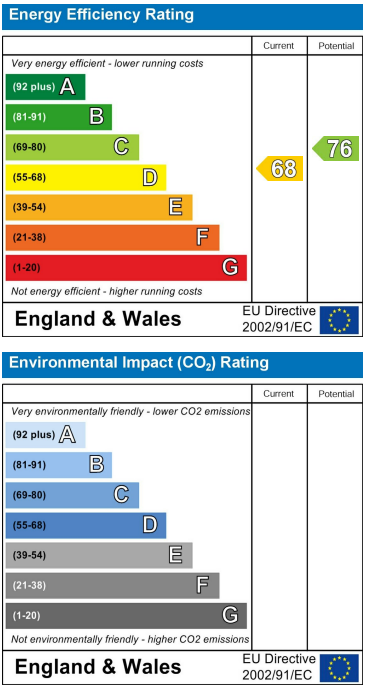 Energy Efficiency Rating
Current Potential
Very energy efficient - lower running costs
(92 plus) A
(81-91) B
(69-80) C
(55-68) D
(39-54) E
(21-38) F
(1-20) G
68
76
Not energy efficient - higher running costs
England & Wales
EU Directive
2002/91/EC
Environmental Impact (CO₂) Rating
Current Potential
Very environmentally friendly - lower CO2 emissions
(92 plus) A
(81-91) B
(69-80) C
(55-68) D
(39-54) E
(21-38) F
(1-20) G
Not environmentally friendly - higher CO2 emissions
England & Wales
EU Directive
2002/91/EC